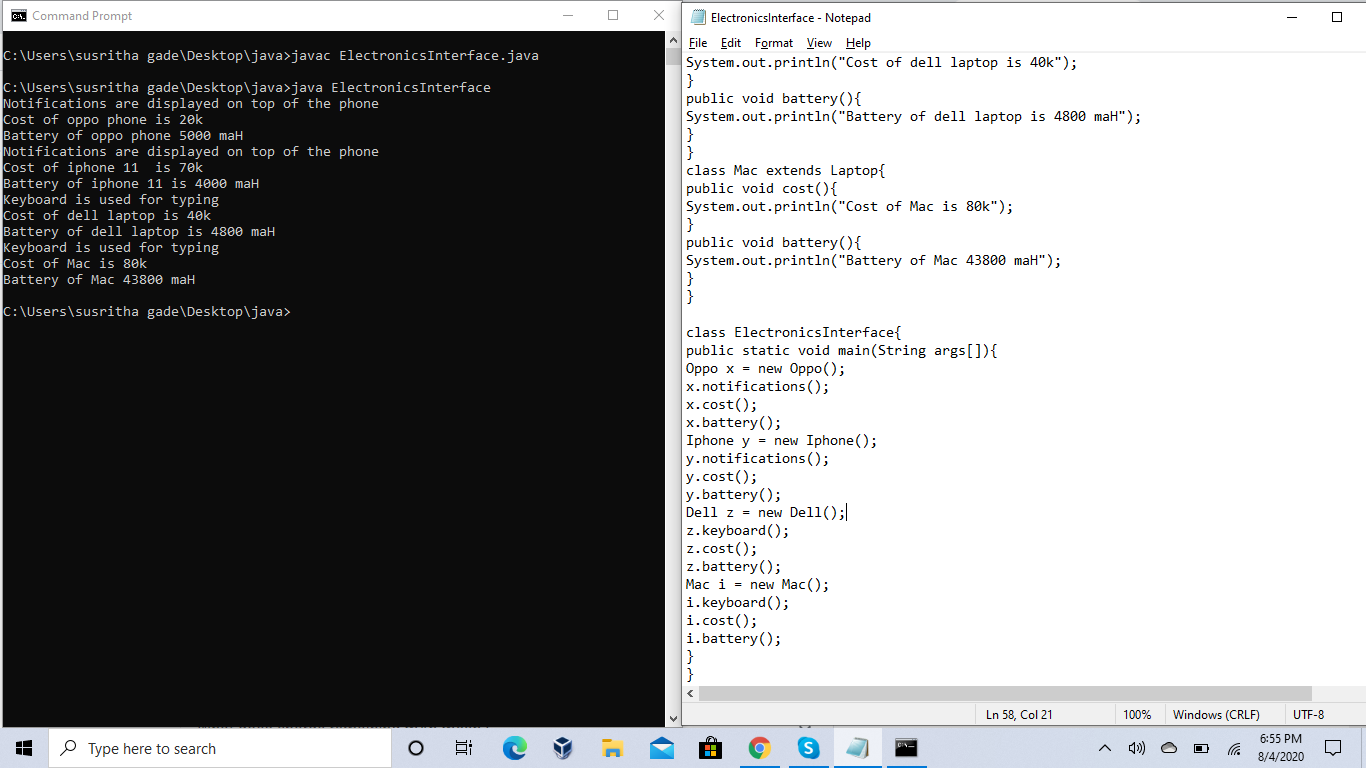 Command Prompt
C:\Users\susritha gade\Desktop\java>javac ElectronicsInterface.java
C:\Users\susritha gade\Desktop\java>java ElectronicsInterface
Notifications are displayed on top of the phone
Cost of oppo phone is 20k
Battery of oppo phone 5000 maH
Notifications are displayed on top of the phone
Cost of iphone 11  is 70k
Battery of iphone 11 is 4000 maH
Keyboard is used for typing
Cost of dell laptop is 40k
Battery of dell laptop is 4800 maH
Keyboard is used for typing
Cost of Mac is 80k
Battery of Mac 43800 maH
C:\Users\susritha gade\Desktop\java>
ElectronicsInterface - Notepad
File Edit Format View Help
System.out.println("Cost of dell laptop is 40k");
}
public void battery(){
System.out.println("Battery of dell laptop is 4800 maH");
}
}
class Mac extends Laptop{
public void cost(){
System.out.println("Cost of Mac is 80k");
}
public void battery(){
System.out.println("Battery of Mac 43800 maH");
}
}
class ElectronicsInterface{
public static void main(String args[]){
Oppo x = new Oppo();
x.notifications();
x.cost();
x.battery();
Iphone y = new Iphone();
y.notifications();
y.cost();
y.battery();
Dell z = new Dell();
z.keyboard();
z.cost();
z.battery();
Mac i = new Mac();
i.keyboard();
i.cost();
i.battery();
}
}
Ln 58, Col 21 100% Windows (CRLF) UTF-8
Type here to search
6:55 PM
8/4/2020